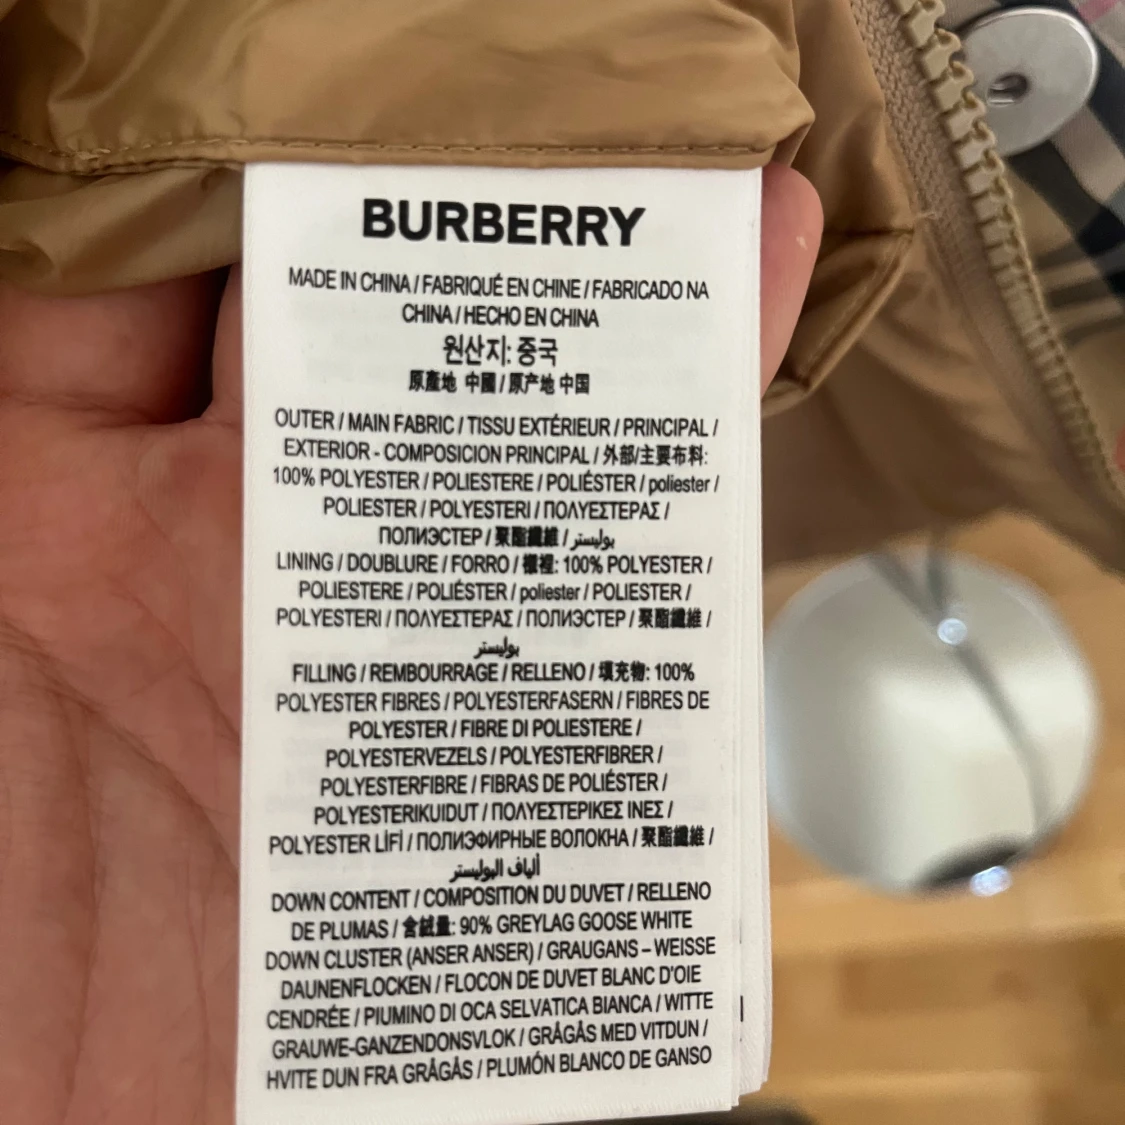 BURBERRY
MADE IN CHINA / FABRIQUÉ EN CHINE / FABRICADO NA
CHINA / HECHO EN CHINA
원산지: 중국
原產地 中國 / 原产地 中国
OUTER / MAIN FABRIC / TISSU EXTÉRIEUR / PRINCIPAL /
EXTERIOR - COMPOSICION PRINCIPAL / 外部/主要布料:
100% POLYESTER / POLIESTERE / POLIÉSTER / poliester /
POLIESTER / POLYESTERI / ΠΟΛΥΕΣΤΕΡΑΣ /
ПОЛИЭСТЕР / 聚酯纖維 / بوليستر
LINING / DOUBLURE / FORRO / 襯裡: 100% POLYESTER /
POLIESTERE / POLIÉSTER / poliester / POLIESTER /
POLYESTERI / ΠΟΛΥΕΣΤΕΡΑΣ / ПОЛИЭСТЕР / 聚酯纖維 /
بوليستر
FILLING / REMBOURRAGE / RELLENO / 填充物: 100%
POLYESTER FIBRES / POLYESTERFASERN / FIBRES DE
POLYESTER / FIBRE DI POLIESTERE /
POLYESTERVEZELS / POLYESTERFIBRER /
POLYESTERFIBRE / FIBRAS DE POLIÉSTER /
POLYESTERIKUIDUT / ΠΟΛΥΕΣΤΕΡΙΚΕΣ ΙΝΕΣ /
POLYESTER LİFİ / ПОЛИЭФИРНЫЕ ВОЛОКНА / 聚酯纖維 /
ألياف البوليستر
DOWN CONTENT / COMPOSITION DU DUVET / RELLENO
DE PLUMAS / 含絨量: 90% GREYLAG GOOSE WHITE
DOWN CLUSTER (ANSER ANSER) / GRAUGANS – WEISSE
DAUNENFLOCKEN / FLOCON DE DUVET BLANC D'OIE
CENDRÉE / PIUMINO DI OCA SELVATICA BIANCA / WITTE
GRAUWE-GANZENDONSVLOK / GRÅGÅS MED VITDUN /
HVITE DUN FRA GRÅGÅS / PLUMÓN BLANCO DE GANSO